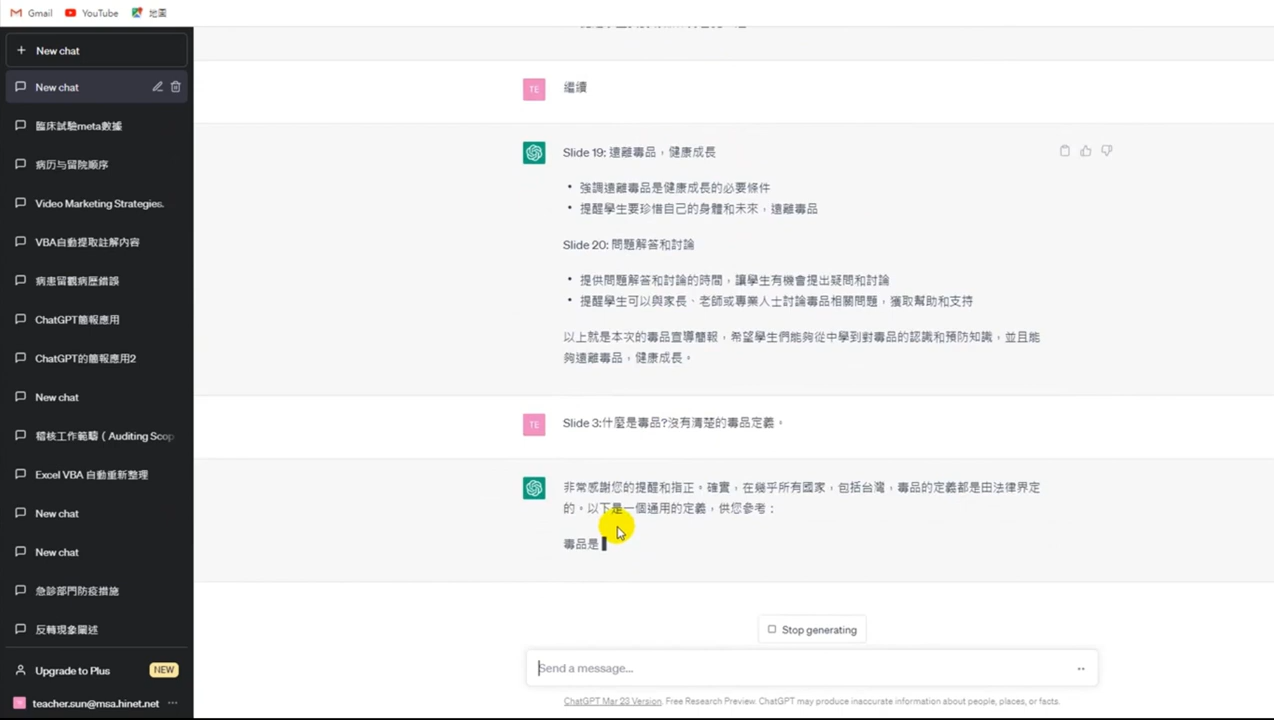 Gmail YouTube 地圖
New chat
New chat
臨床試驗meta數據
病历与留院顺序
Video Marketing Strategies.
VBA自動提取註解內容
病患留觀病歷錯誤
ChatGPT簡報應用
ChatGPT的簡報應用2
New chat
稽核工作範疇（Auditing Scop
Excel VBA 自動重新整理
New chat
New chat
急診部門防疫措施
反轉現象闡述
Upgrade to Plus NEW
teacher.sun@msa.hinet.net
TE 繼續
Slide 19: 遠離毒品，健康成長
• 強調遠離毒品是健康成長的必要條件
• 提醒學生要珍惜自己的身體和未來，遠離毒品
Slide 20: 問題解答和討論
• 提供問題解答和討論的時間，讓學生有機會提出疑問和討論
• 提醒學生可以與家長、老師或專業人士討論毒品相關問題，獲取幫助和支持
以上就是本次的毒品宣導簡報，希望學生們能夠從中學到對毒品的認識和預防知識，並且能
夠遠離毒品，健康成長。
TE Slide 3:什麼是毒品?沒有清楚的毒品定義。
非常感謝您的提醒和指正。確實，在幾乎所有國家，包括台灣，毒品的定義都是由法律界定
的。以下是一個通用的定義，供您參考：
毒品是
Stop generating
Send a message...
ChatGPT Mar 23 Version. Free Research Preview. ChatGPT may produce inaccurate information about people, places, or facts.